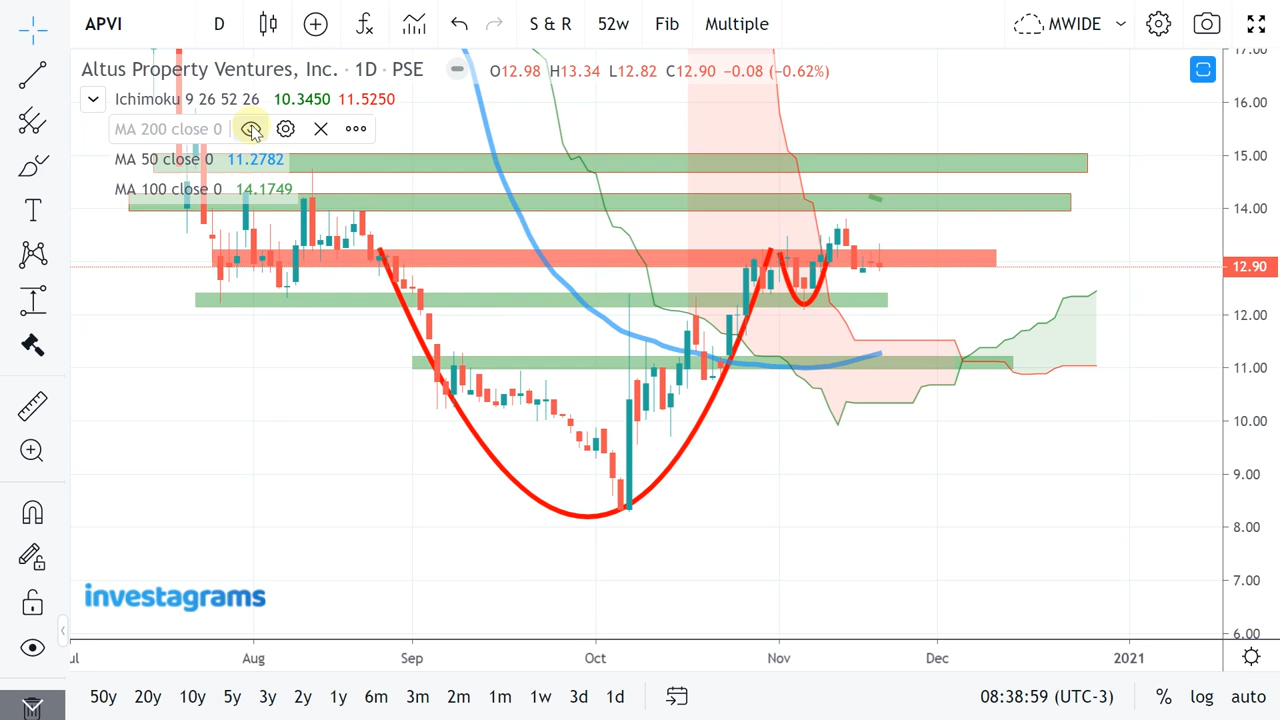 APVI D S & R 52w Fib Multiple MWIDE
Altus Property Ventures, Inc. · 1D · PSE O12.98 H13.34 L12.82 C12.90 −0.08 (−0.62%)
Ichimoku 9 26 52 26 10.3450 11.5250
MA 200 close 0
MA 50 close 0 11.2782
MA 100 close 0 14.1749
17.00
16.00
15.00
14.00
12.90
12.00
11.00
10.00
9.00
8.00
7.00
6.00
investagrams
Aug Sep Oct Nov Dec 2021
50y 20y 10y 5y 3y 2y 1y 6m 3m 2m 1m 1w 3d 1d 08:38:59 (UTC-3) % log auto